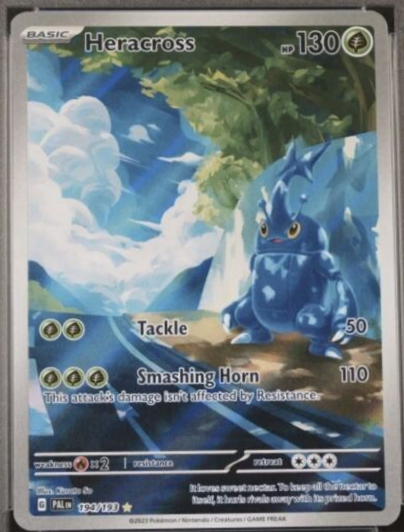 BASIC Heracross HP 130
Tackle 50
Smashing Horn 110
This attack's damage isn't affected by Resistance.
weakness ×2 resistance retreat
Illus. Kuroto So
G PAL EN 194/193
It loves sweet nectar. To keep all the nectar to
itself, it hurls rivals away with its prized horn.
©2023 Pokémon / Nintendo / Creatures / GAME FREAK